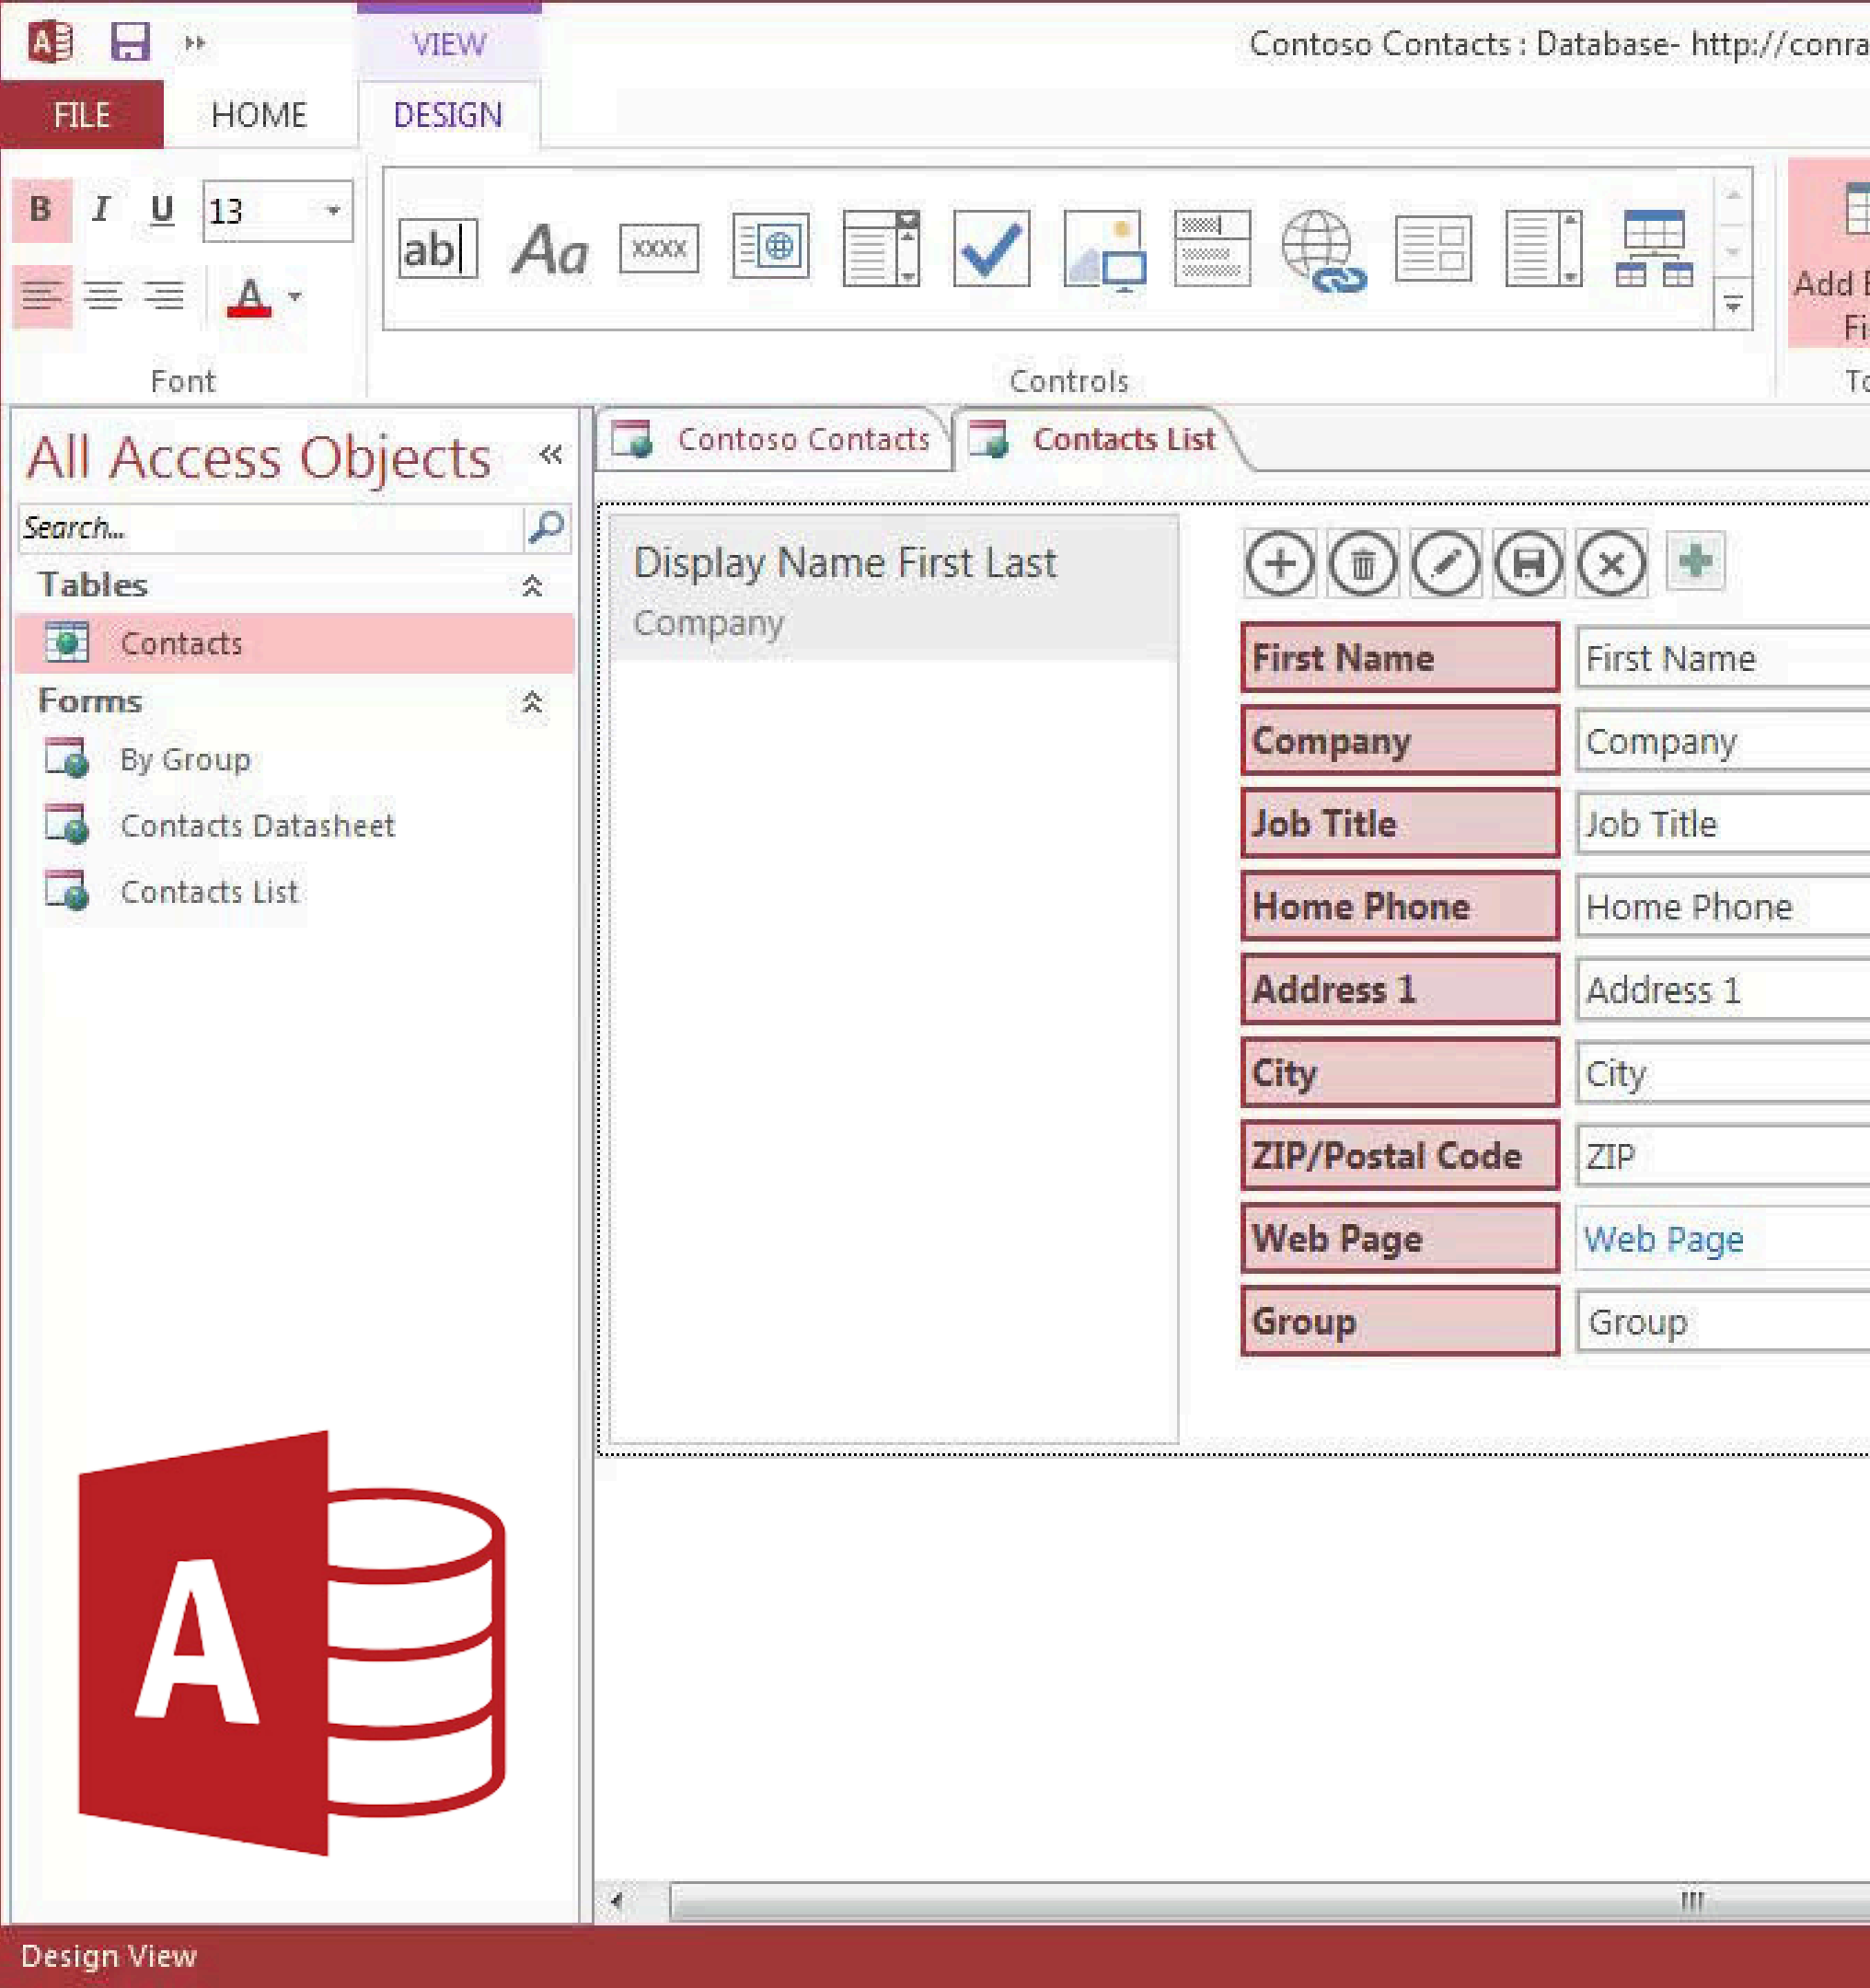 VIEW
Contoso Contacts : Database- http://conra
FILE HOME DESIGN
B I U 13
ab Aa XXXX
A
Add
Font Controls
All Access Objects
Contoso Contacts Contacts List
Search...
Tables
Contacts
Forms
By Group
Contacts Datasheet
Contacts List
Display Name First Last
Company
First Name First Name
Company Company
Job Title Job Title
Home Phone Home Phone
Address 1 Address 1
City City
ZIP/Postal Code ZIP
Web Page Web Page
Group Group
A
Design View